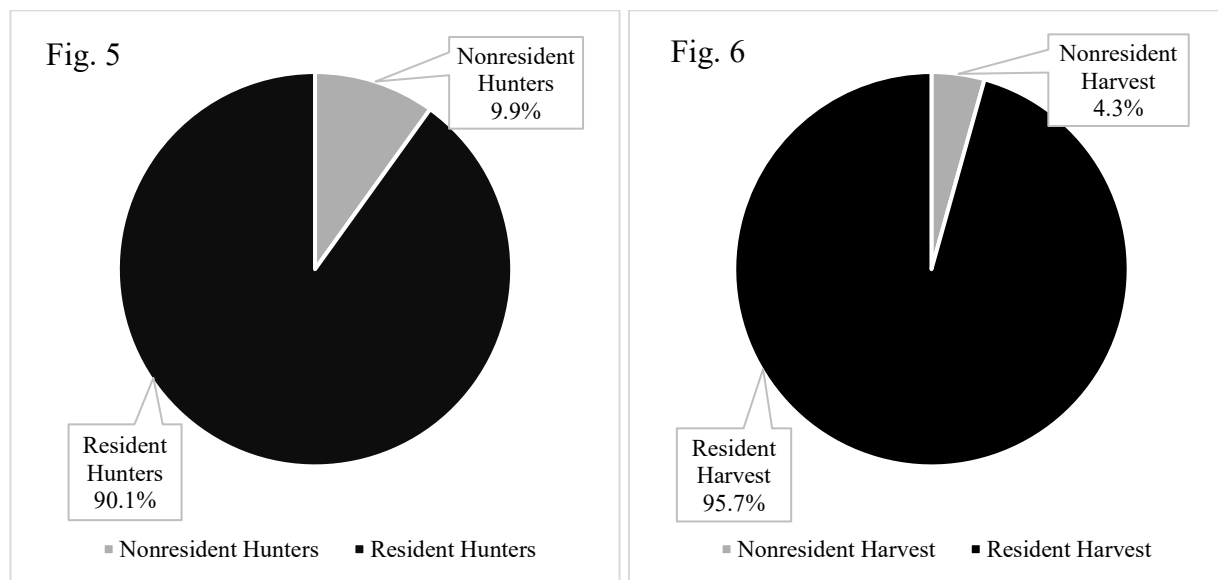 Fig. 5
Nonresident
Hunters
9.9%
Resident
Hunters
90.1%
Nonresident Hunters Resident Hunters
Fig. 6
Nonresident
Harvest
4.3%
Resident
Harvest
95.7%
Nonresident Harvest Resident Harvest